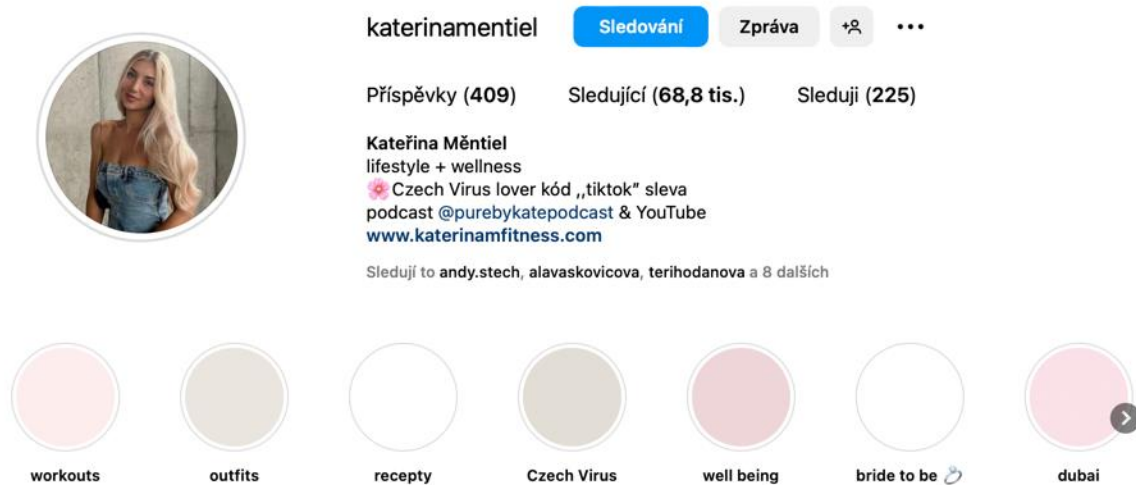 katerinamentiel Sledování Zpráva
Příspěvky (409) Sledující (68,8 tis.) Sleduji (225)
Kateřina Měntiel
lifestyle + wellness
🌸Czech Virus lover kód ,,tiktok" sleva
podcast @purebykatepodcast & YouTube
www.katerinamfitness.com
Sledují to andy.stech, alavaskovicova, terihodanova a 8 dalších
workouts outfits recepty Czech Virus well being bride to be 💍 dubai